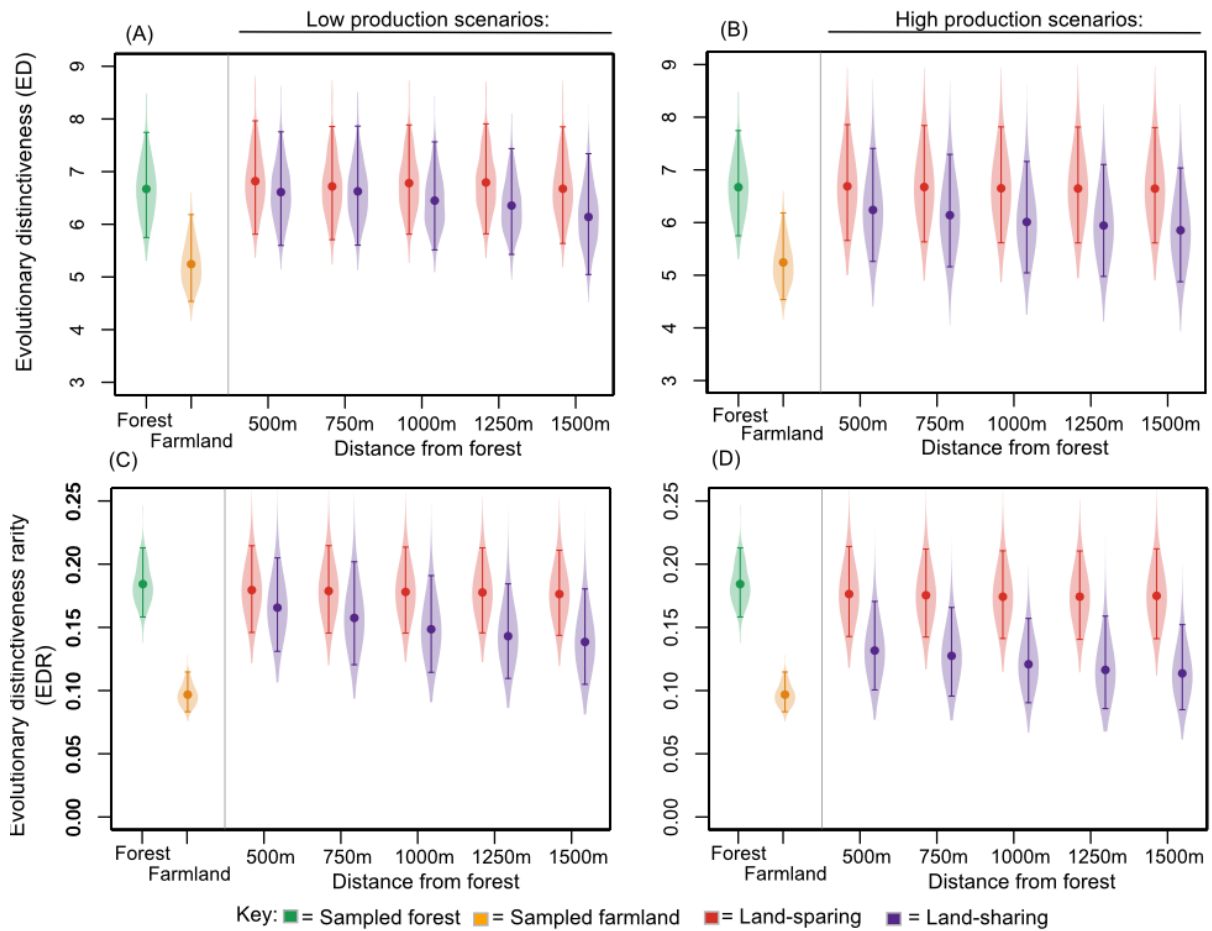 Low production scenarios:
High production scenarios:
(A)
Evolutionary distinctiveness (ED)
9
8
7
6
5
4
3
Forest
Farmland
500m 750m 1000m 1250m 1500m
Distance from forest
(B)
9
8
7
6
5
4
3
Forest
Farmland
500m 750m 1000m 1250m 1500m
Distance from forest
(C)
Evolutionary distinctiveness rarity
(EDR)
0.25
0.20
0.15
0.10
0.05
0.00
Forest
Farmland
500m 750m 1000m 1250m 1500m
Distance from forest
(D)
0.25
0.20
0.15
0.10
0.05
0.00
Forest
Farmland
500m 750m 1000m 1250m 1500m
Distance from forest
Key: = Sampled forest = Sampled farmland = Land-sparing = Land-sharing